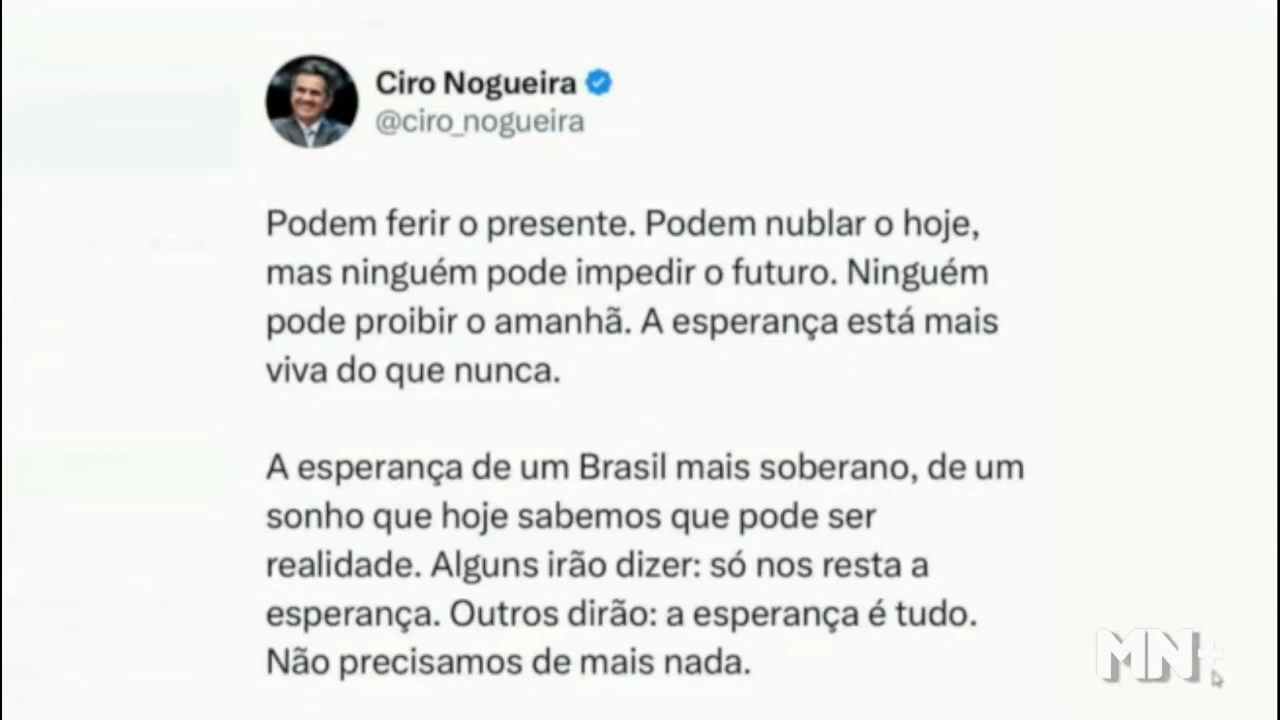 Ciro Nogueira
@ciro_nogueira
Podem ferir o presente. Podem nublar o hoje,
mas ninguém pode impedir o futuro. Ninguém
pode proibir o amanhã. A esperança está mais
viva do que nunca.
A esperança de um Brasil mais soberano, de um
sonho que hoje sabemos que pode ser
realidade. Alguns irão dizer: só nos resta a
esperança. Outros dirão: a esperança é tudo.
Não precisamos de mais nada.
MN+